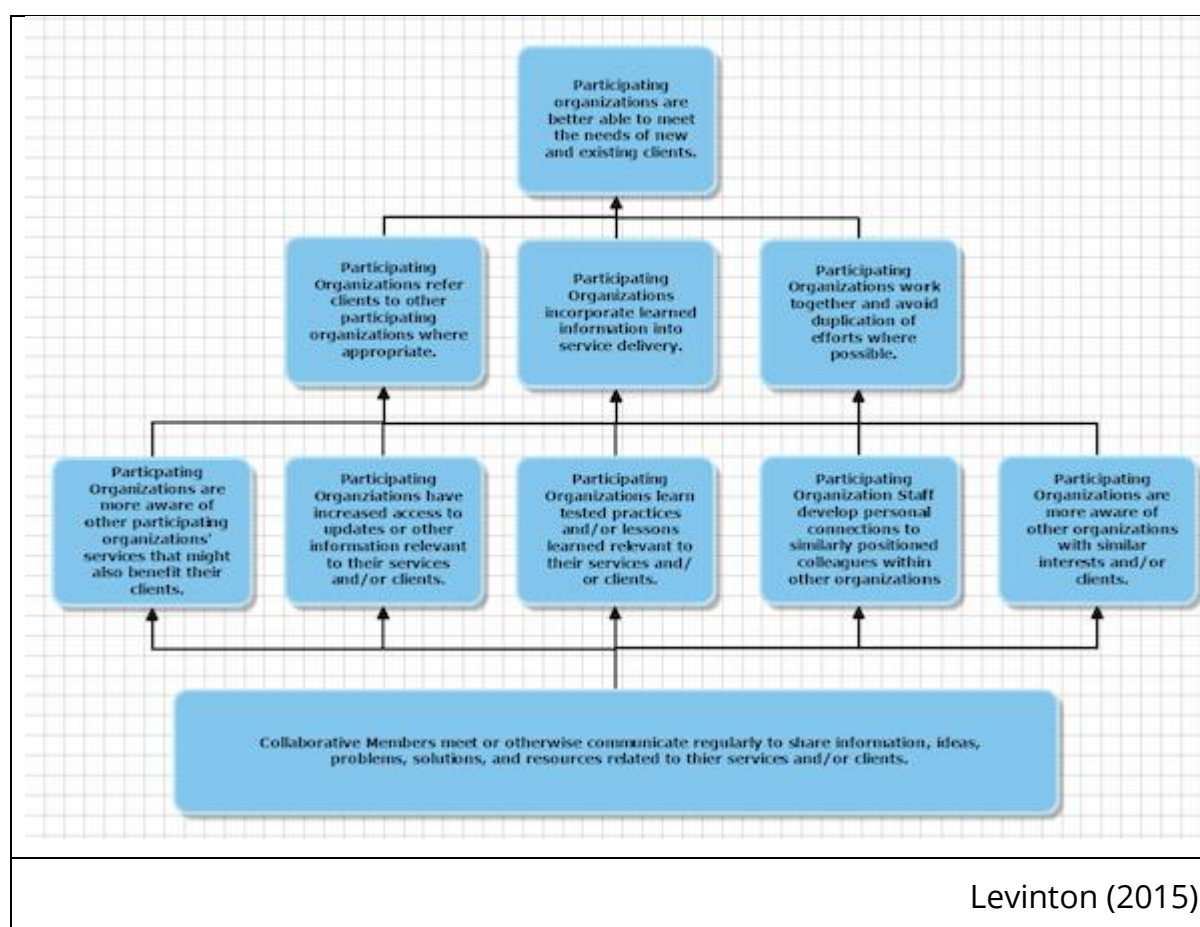 Participating
organizations are
better able to meet
the needs of new
and existing clients.
Participating
Organizations refer
clients to other
participating
organizations where
appropriate.
Participating
Organizations
incorporate learned
information into
service delivery.
Participating
Organizations work
together and avoid
duplication of
efforts where
possible.
Particpating
Organizations are
more aware of
other participating
organizations'
services that might
also benefit their
clients.
Participating
Organziations have
increased access to
updates or other
information relevant
to their services
and/or clients.
Participating
Organizations learn
tested practices
and/or lessons
learned relevant to
their services and/
or clients.
Participating
Organization Staff
develop personal
connections to
similarly positioned
colleagues within
other organizations
Participating
Organizations are
more aware of
other organizations
with similar
interests and/or
clients.
Collaborative Members meet or otherwise communicate regularly to share information, ideas,
problems, solutions, and resources related to thier services and/or clients.
Levinton (2015)